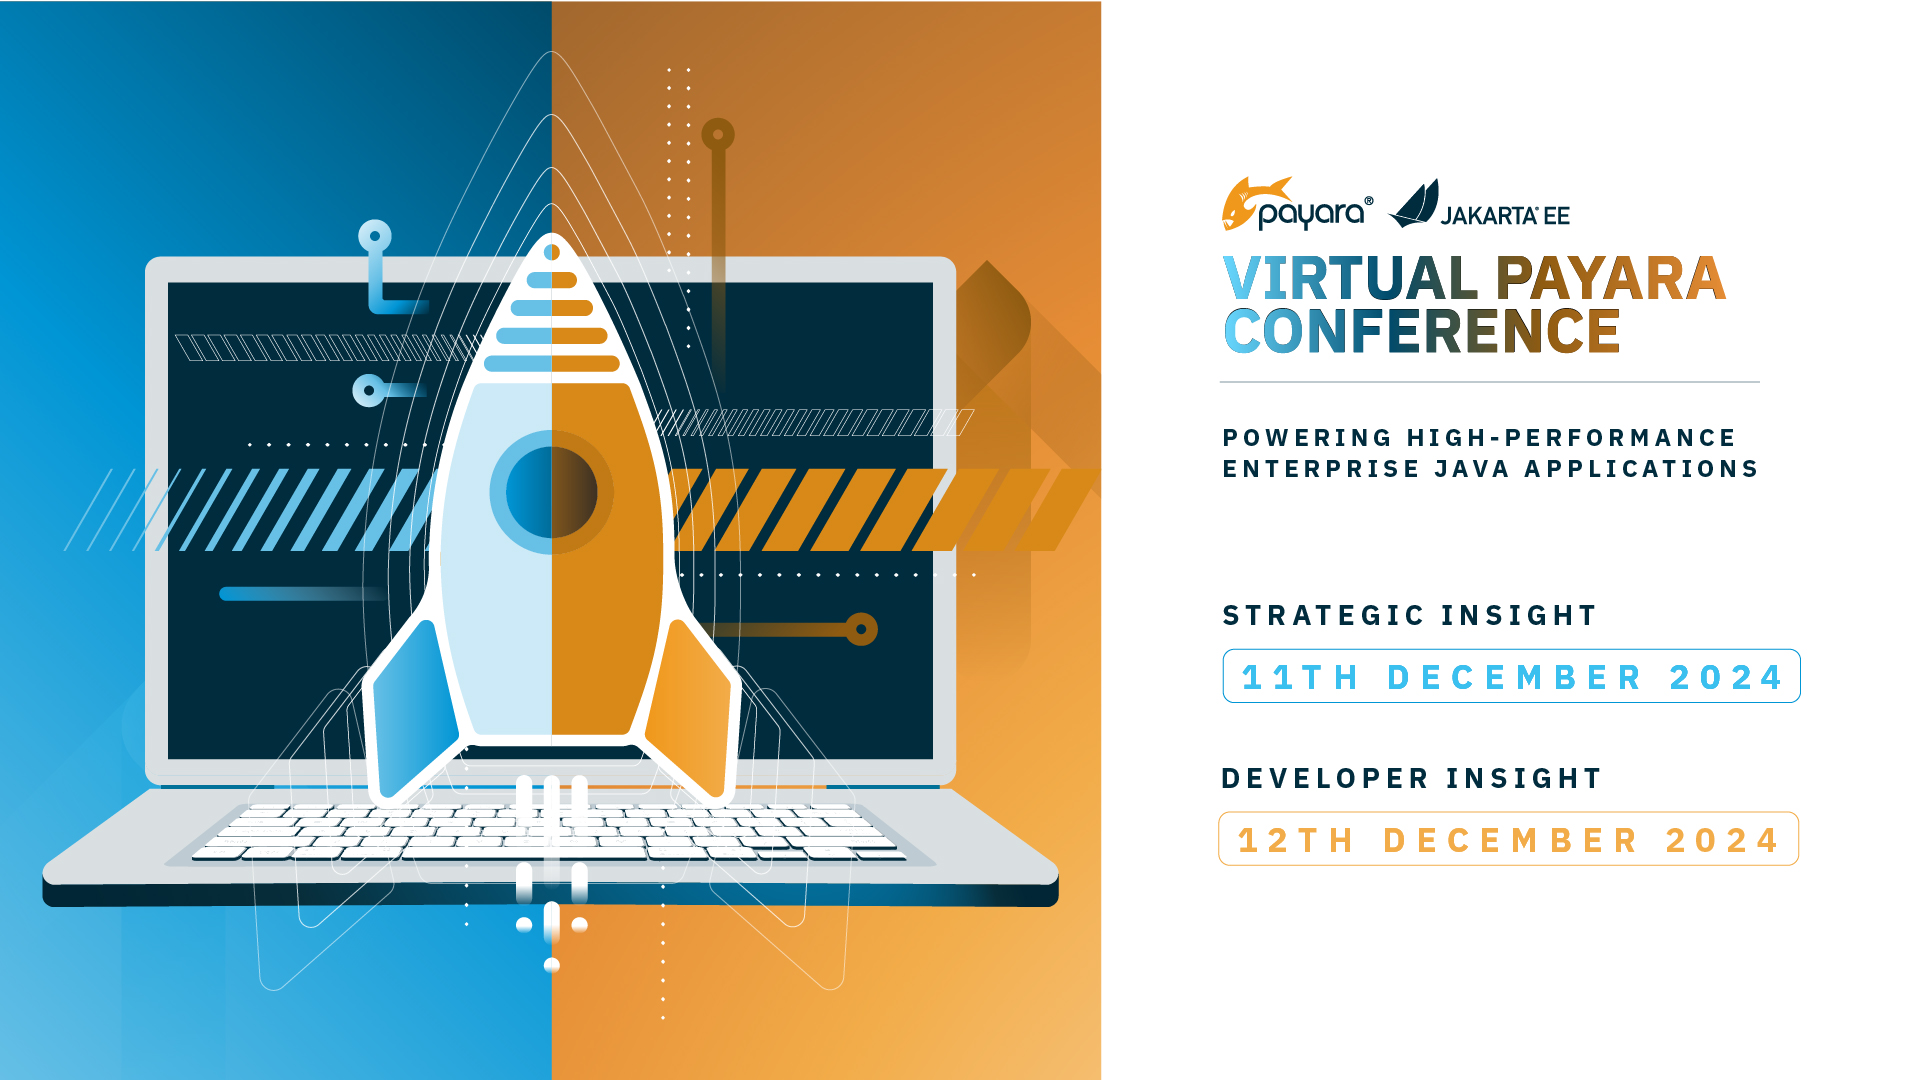 payara®
JAKARTA® EE
VIRTUAL PAYARA
CONFERENCE
POWERING HIGH-PERFORMANCE
ENTERPRISE JAVA APPLICATIONS
STRATEGIC INSIGHT
11TH DECEMBER 2024
DEVELOPER INSIGHT
12TH DECEMBER 2024